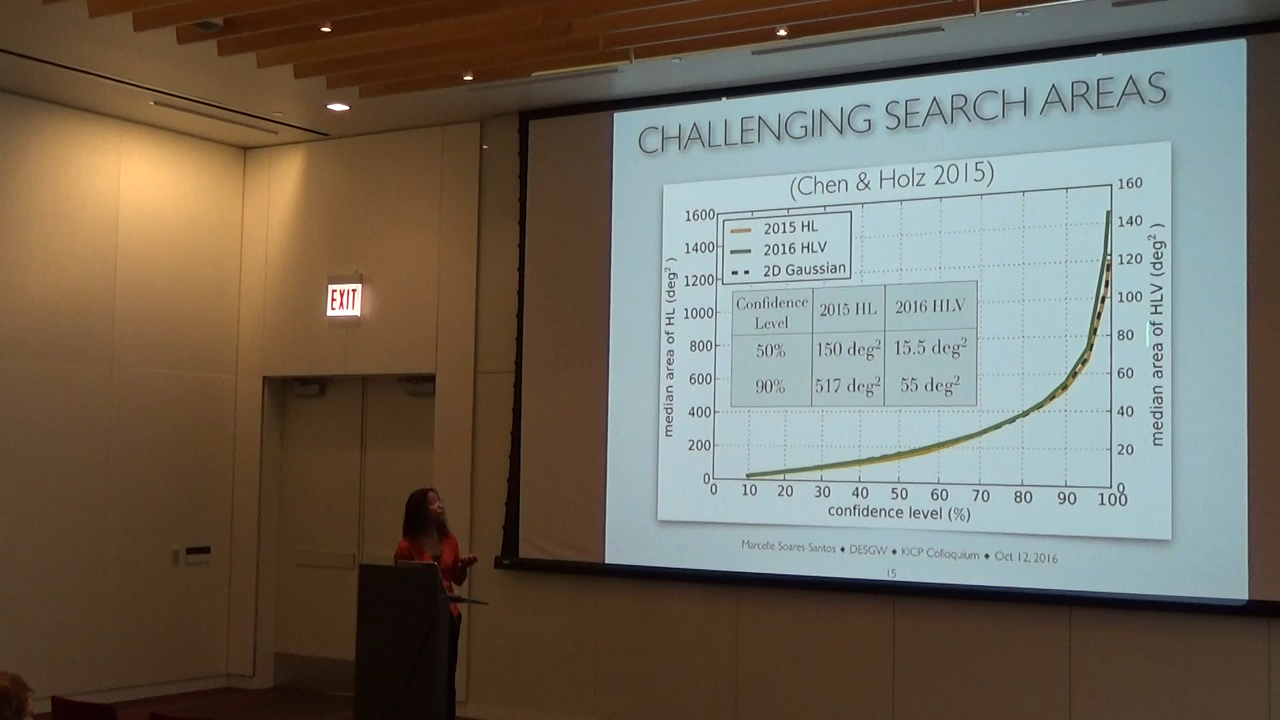 CHALLENGING SEARCH AREAS
(Chen & Holz 2015)
2015 HL
2016 HLV
2D Gaussian
Confidence Level 2015 HL 2016 HLV
50% 150 deg² 15.5 deg²
90% 517 deg² 55 deg²
median area of HL (deg²)
1600
1400
1200
1000
800
600
400
200
0
median area of HLV (deg²)
160
140
120
100
80
60
40
20
0
0 10 20 30 40 50 60 70 80 90 100
confidence level (%)
Marcelle Soares-Santos ♦ DESGW ♦ KICP Colloquium ♦ Oct 12, 2016
15
EXIT